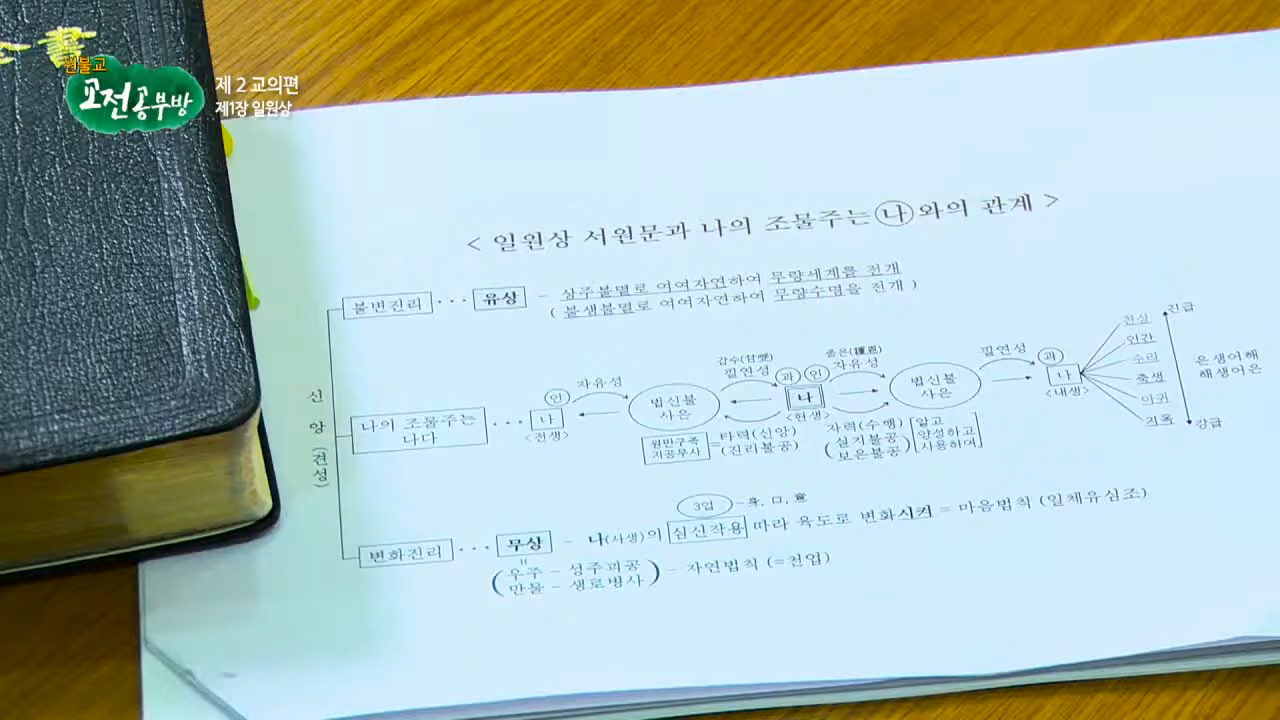 書
원불교
교전공부방
제 2 교의편
제1장 일원상
< 일원상 서원문과 나의 조물주는 나 와의 관계 >
불변진리 ··· 유상 - 상주불멸로 여여자연하여 무량세계를 전개
( 불생불멸로 여여자연하여 무량수명을 전개 )
신앙(견성)
나의 조물주는
나다
···
인
나
<전생>
자유성
법신불
사은
감수(甘受)
필연성
과 인
나
<현생>
종은(種恩)
자유성
법신불
사은
필연성
과
나
<내생>
천상
인간
수라
축생
아귀
지옥
진급
강급
은생어해
해생어은
원만구족
지공무사
=타력(신앙)
(진리불공)
자력(수행)
(실지불공
보은불공)
알고
양성하고
사용하여
3업 -身, 口, 意
변화진리 ··· 무상 - 나(사생)의 심신작용 따라 육도로 변화시켜 = 마음법칙 (일체유심조)
=
(우주 - 성주괴공
만물 - 생로병사) - 자연법칙 (=천업)